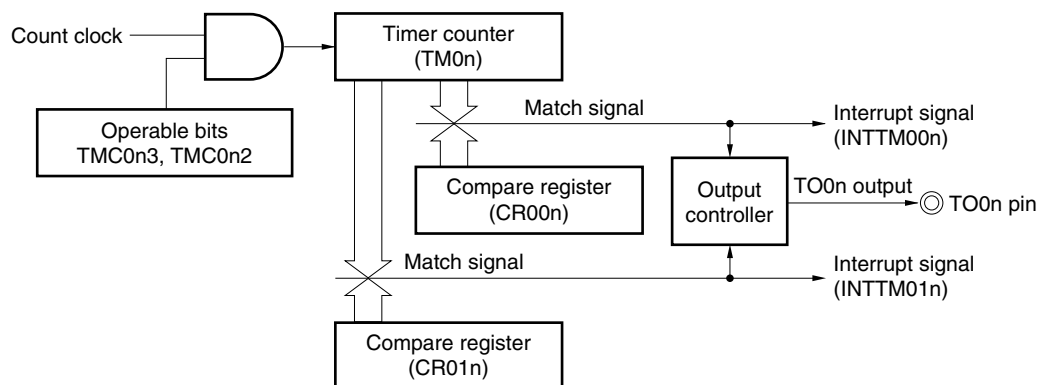 Count clock
Timer counter
(TM0n)
Operable bits
TMC0n3, TMC0n2
Match signal
Interrupt signal
(INTTM00n)
Compare register
(CR00n)
Output
controller
TO0n output
TO0n pin
Match signal
Interrupt signal
(INTTM01n)
Compare register
(CR01n)